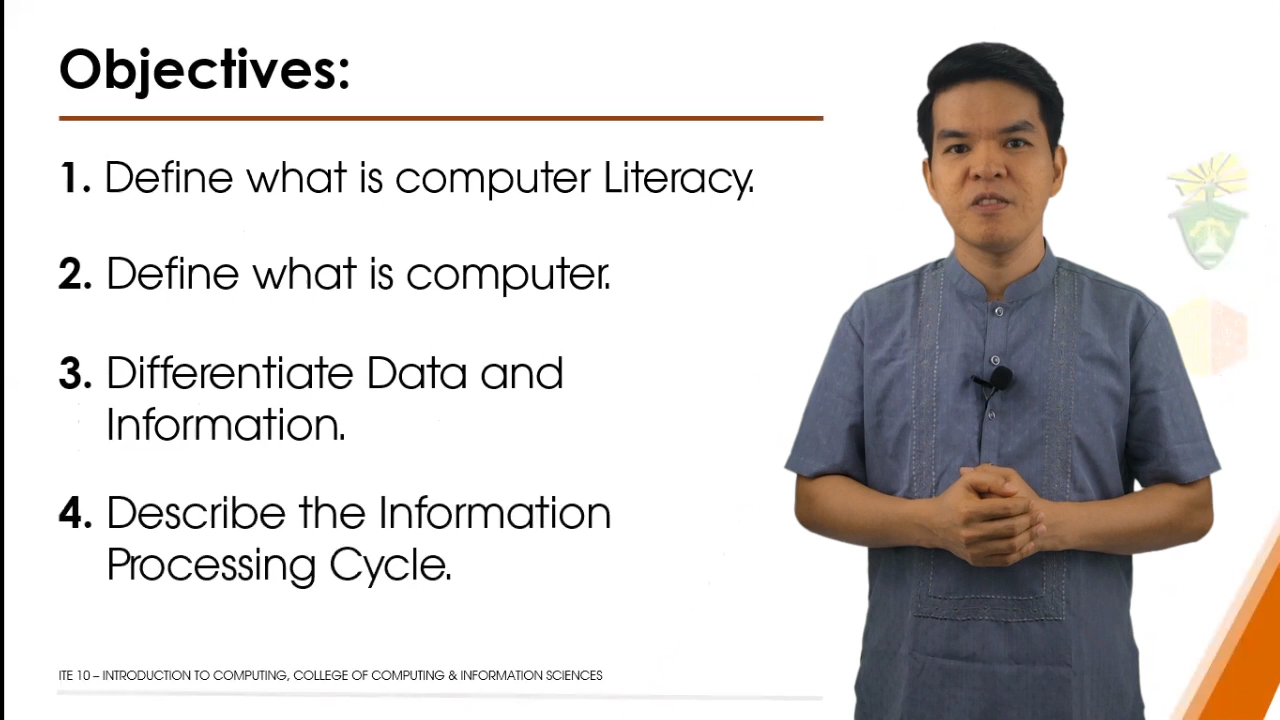 Objectives:
1. Define what is computer Literacy.
2. Define what is computer.
3. Differentiate Data and
Information.
4. Describe the Information
Processing Cycle.
ITE 10 – INTRODUCTION TO COMPUTING, COLLEGE OF COMPUTING & INFORMATION SCIENCES